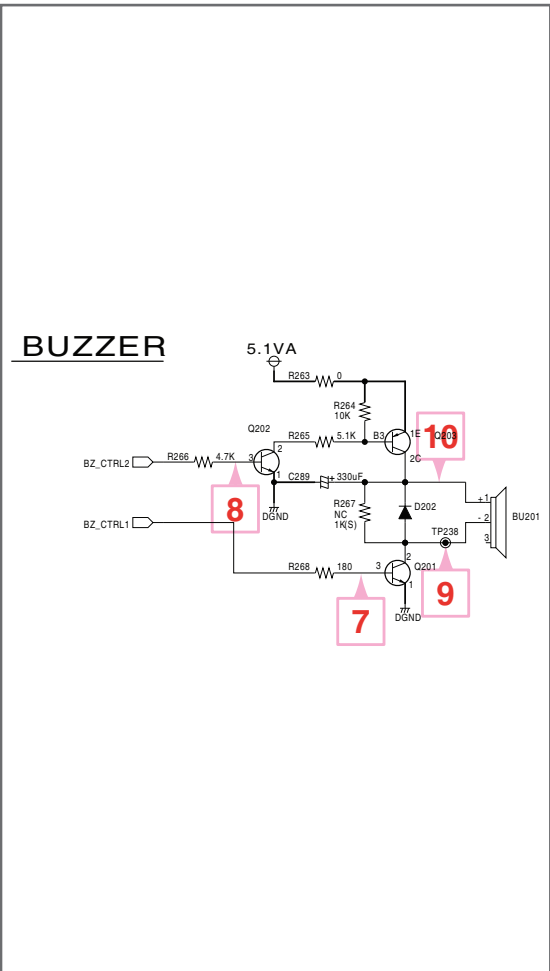 BUZZER
5.1VA
R263 0
R264
10K
1E
10
Q203
Q202
2
R265 5.1K
B3
2C
BZ_CTRL2
R266 4.7K
3
1
C289 + 330uF
8
DGND
R267
NC
1K(S)
D202
+ 1
- 2
3
BU201
BZ_CTRL1
TP238
2
R268 180
3
Q201
1
7
9
DGND